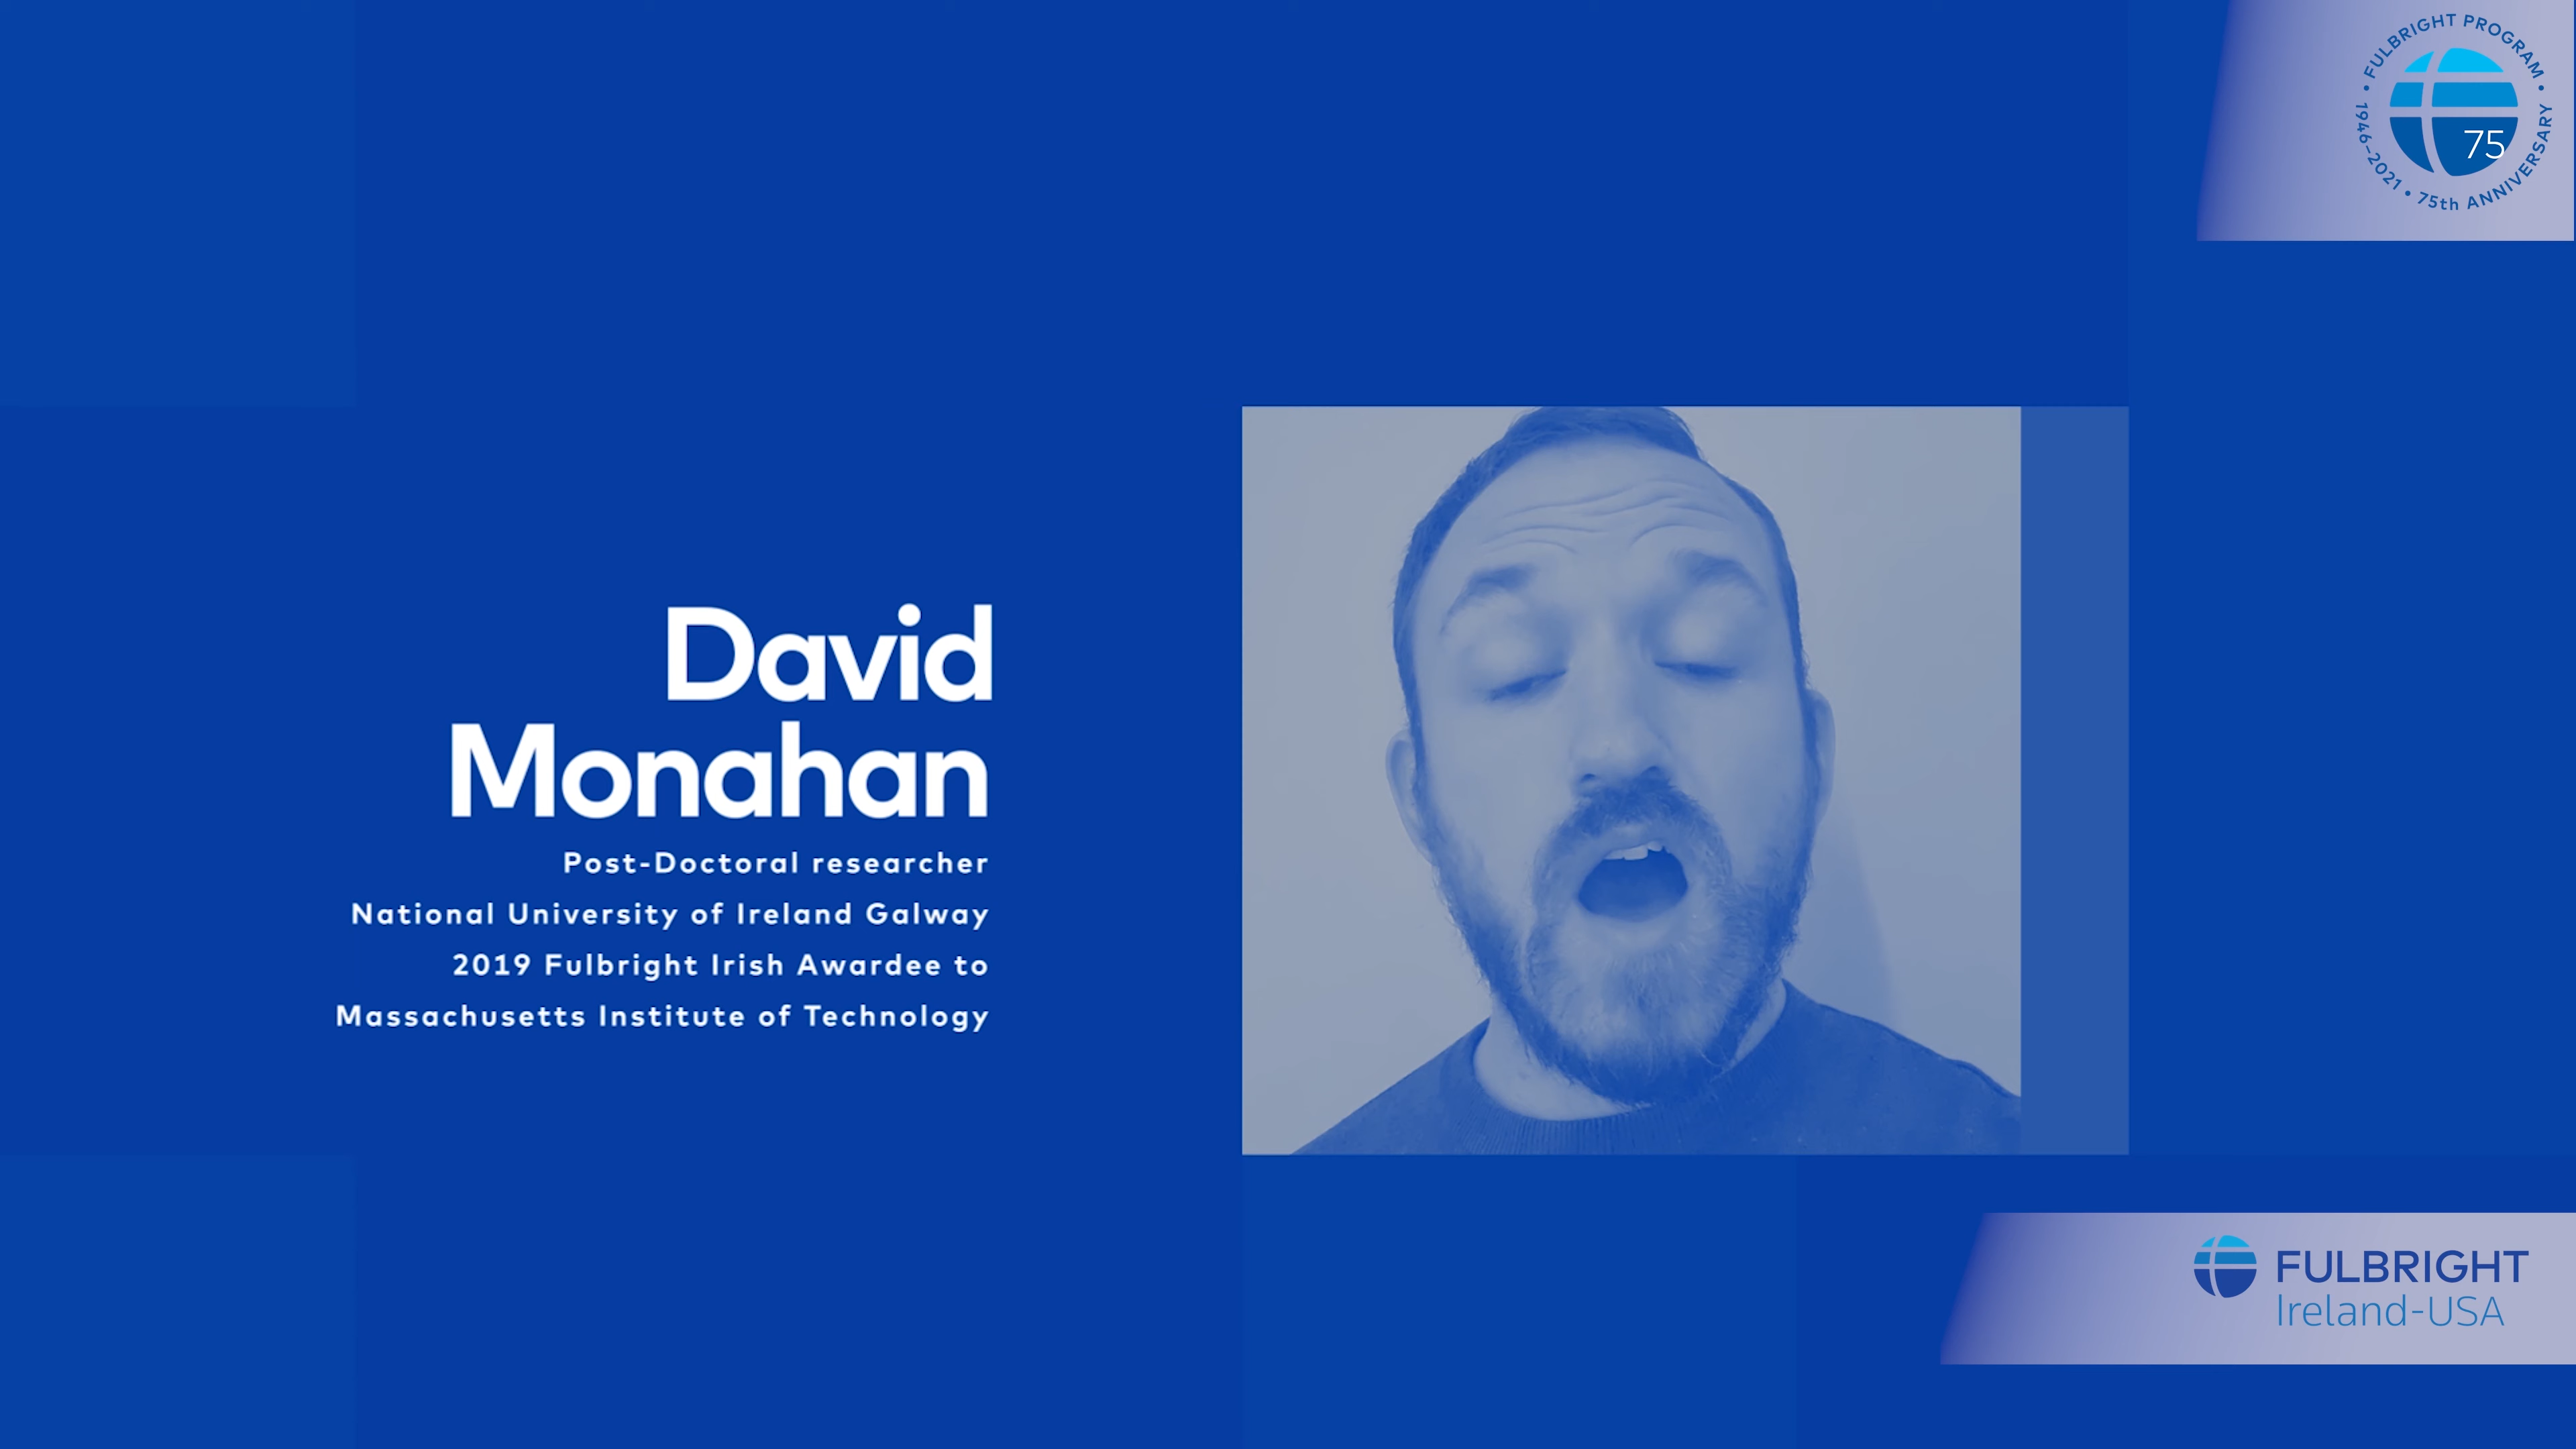 FULBRIGHT PROGRAM • 75th ANNIVERSARY • 1946–2021 •
75
David
Monahan
Post-Doctoral researcher
National University of Ireland Galway
2019 Fulbright Irish Awardee to
Massachusetts Institute of Technology
FULBRIGHT
Ireland-USA